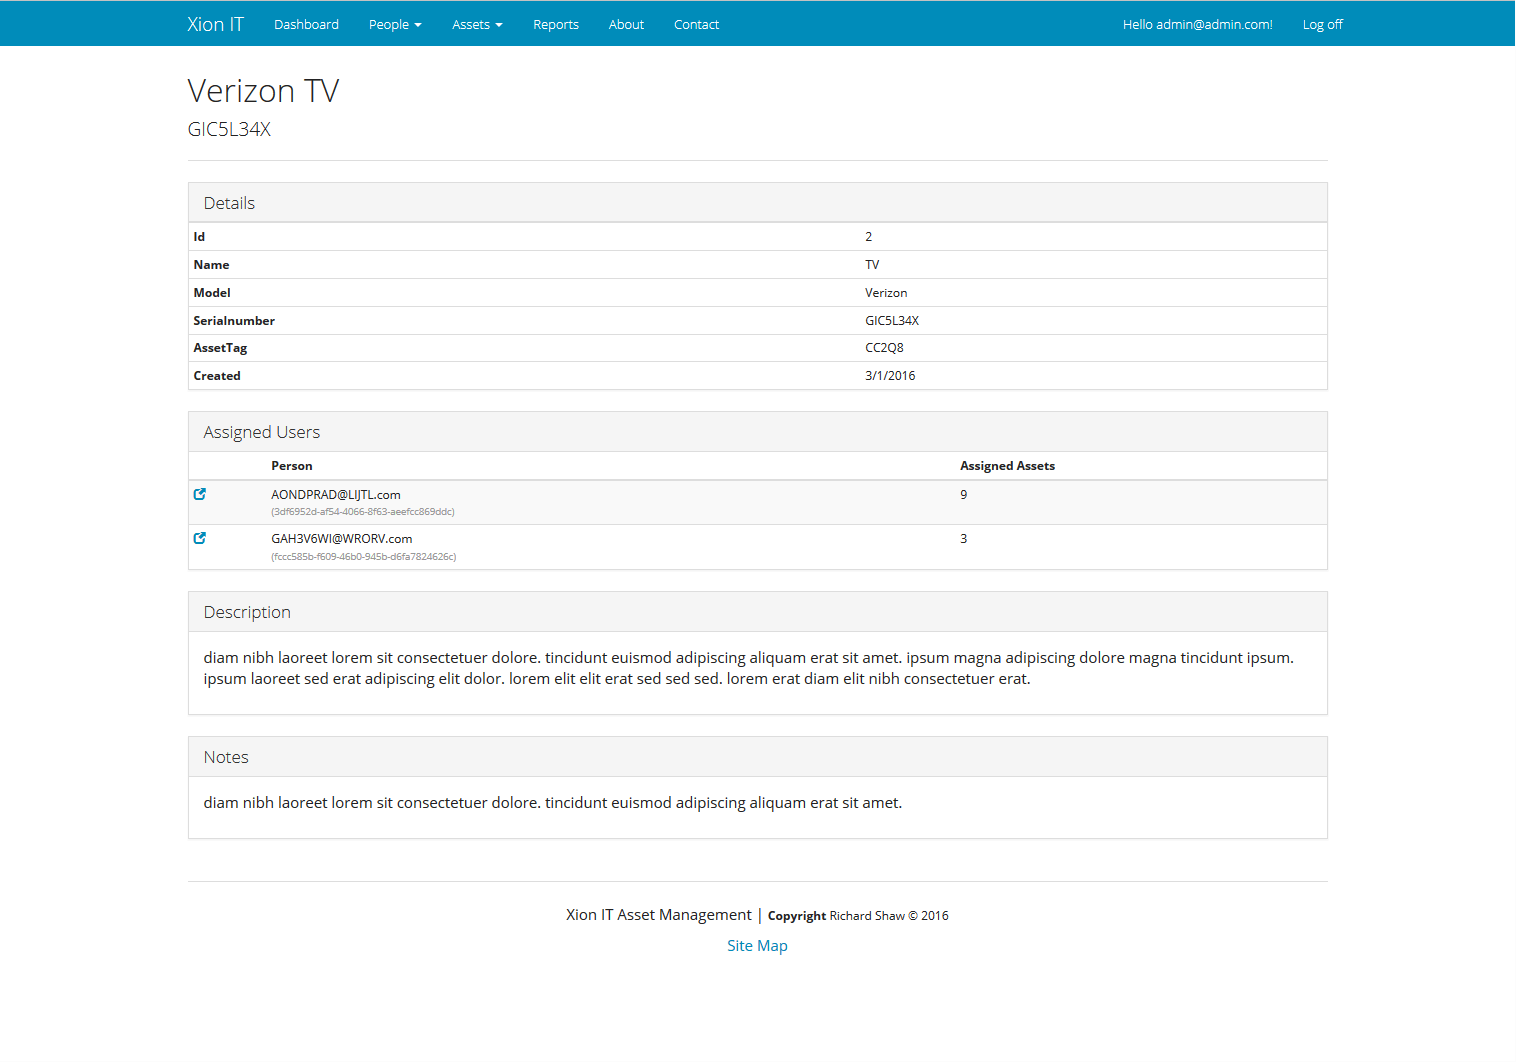 Xion IT Dashboard People Assets Reports About Contact Hello admin@admin.com! Log off
Verizon TV
GIC5L34X
Details
Id 2
Name TV
Model Verizon
Serialnumber GIC5L34X
AssetTag CC2Q8
Created 3/1/2016
Assigned Users
Person Assigned Assets
AONDPRAD@LIJTL.com 9
(3df6952d-af54-4066-8f63-aeefcc869ddc)
GAH3V6WI@WRORV.com 3
(fccc585b-f609-46b0-945b-d6fa7824626c)
Description
diam nibh laoreet lorem sit consectetuer dolore. tincidunt euismod adipiscing aliquam erat sit amet. ipsum magna adipiscing dolore magna tincidunt ipsum.
ipsum laoreet sed erat adipiscing elit dolor. lorem elit elit erat sed sed sed. lorem erat diam elit nibh consectetuer erat.
Notes
diam nibh laoreet lorem sit consectetuer dolore. tincidunt euismod adipiscing aliquam erat sit amet.
Xion IT Asset Management | Copyright Richard Shaw © 2016
Site Map